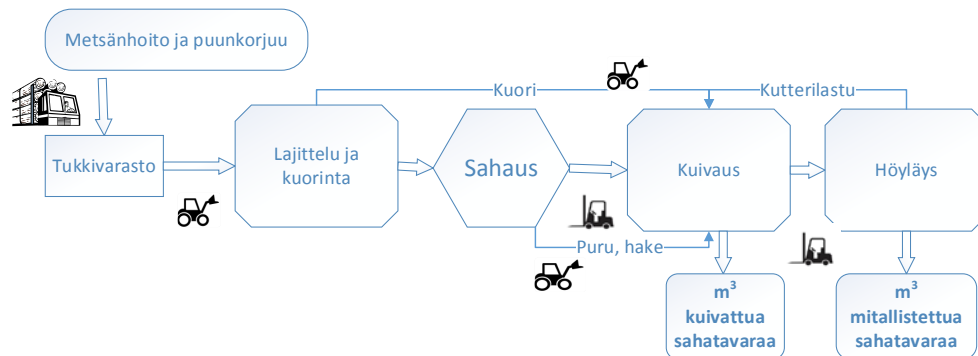 Metsänhoito ja puunkorjuu
Kuori
Kutterilastu
Tukkivarasto
Lajittelu ja
kuorinta
Sahaus
Kuivaus
Höyläys
Puru, hake
m³
kuivattua
sahatavaraa
m³
mitallistettua
sahatavaraa